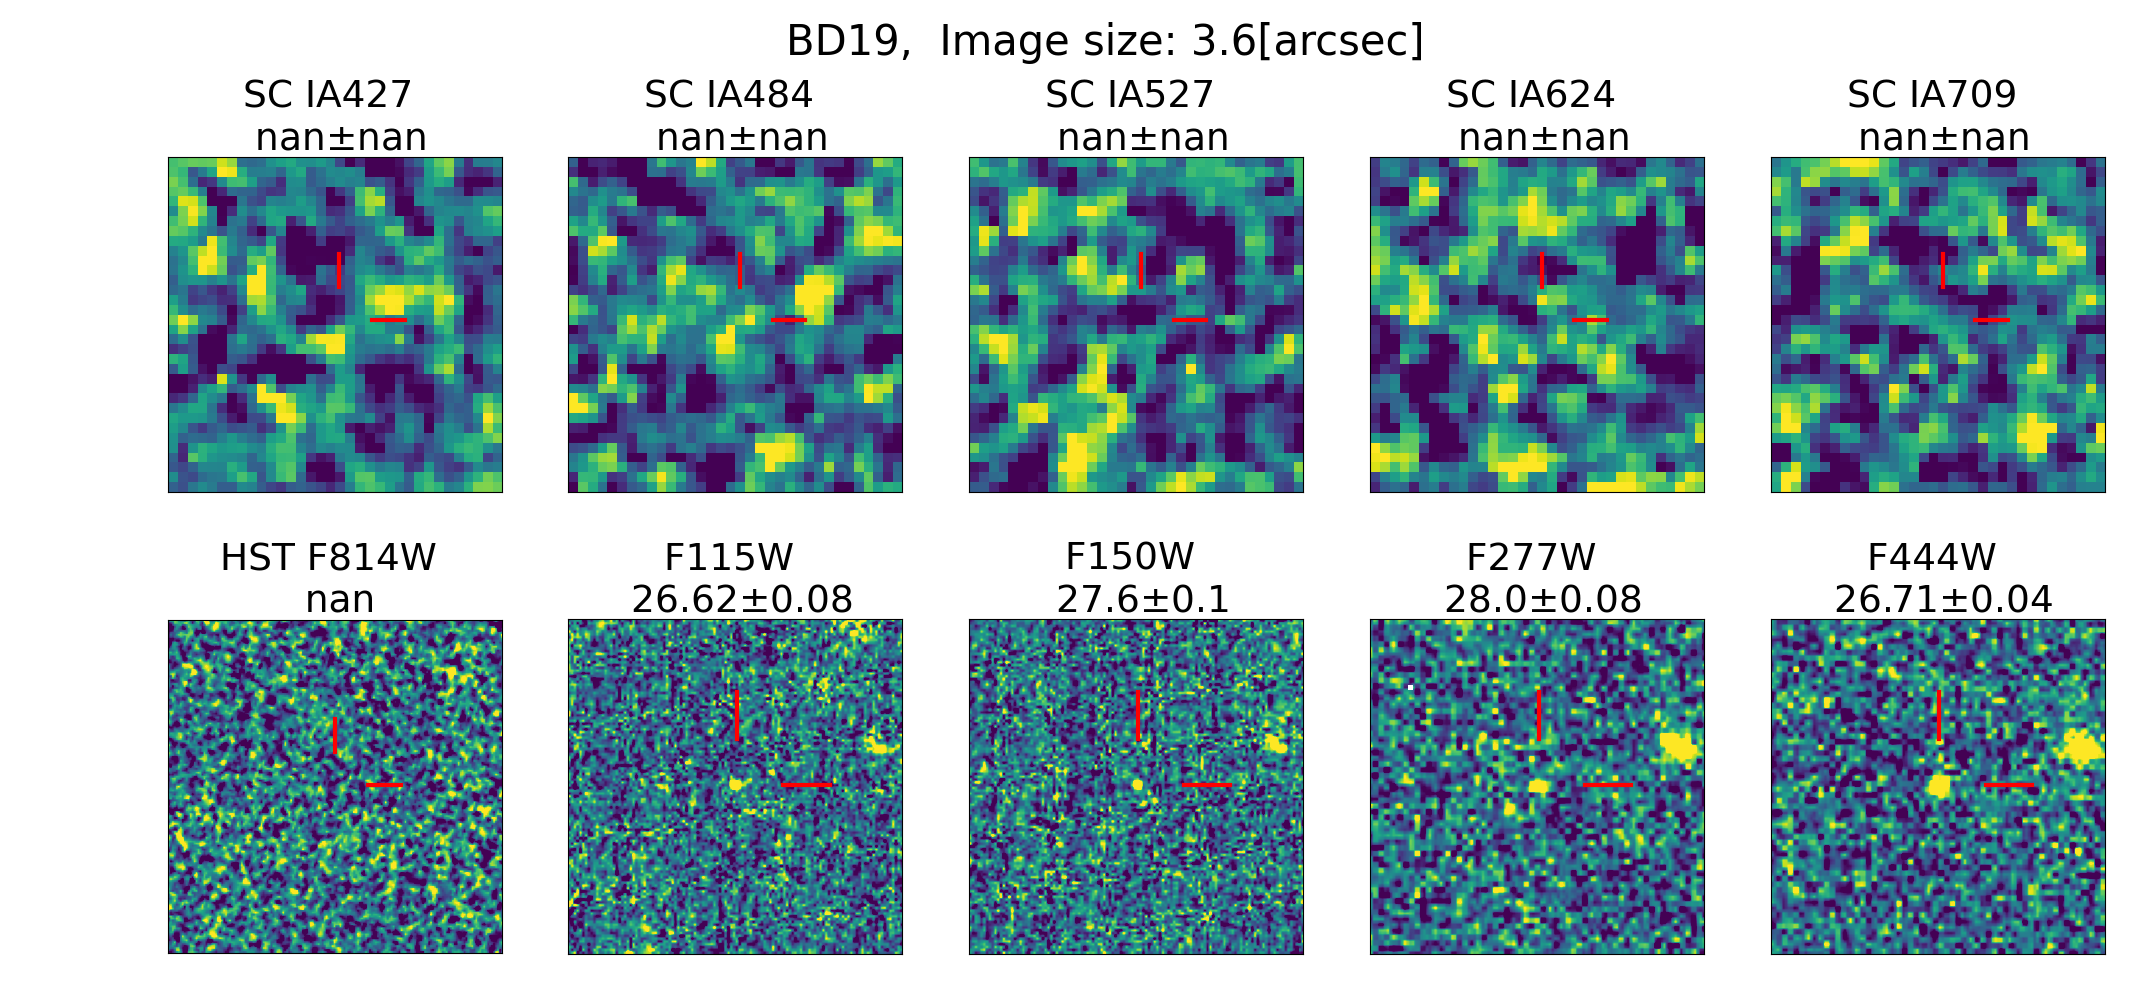 BD19,  Image size: 3.6[arcsec]
SC IA427
nan±nan
SC IA484
nan±nan
SC IA527
nan±nan
SC IA624
nan±nan
SC IA709
nan±nan
HST F814W
nan
F115W
26.62±0.08
F150W
27.6±0.1
F277W
28.0±0.08
F444W
26.71±0.04